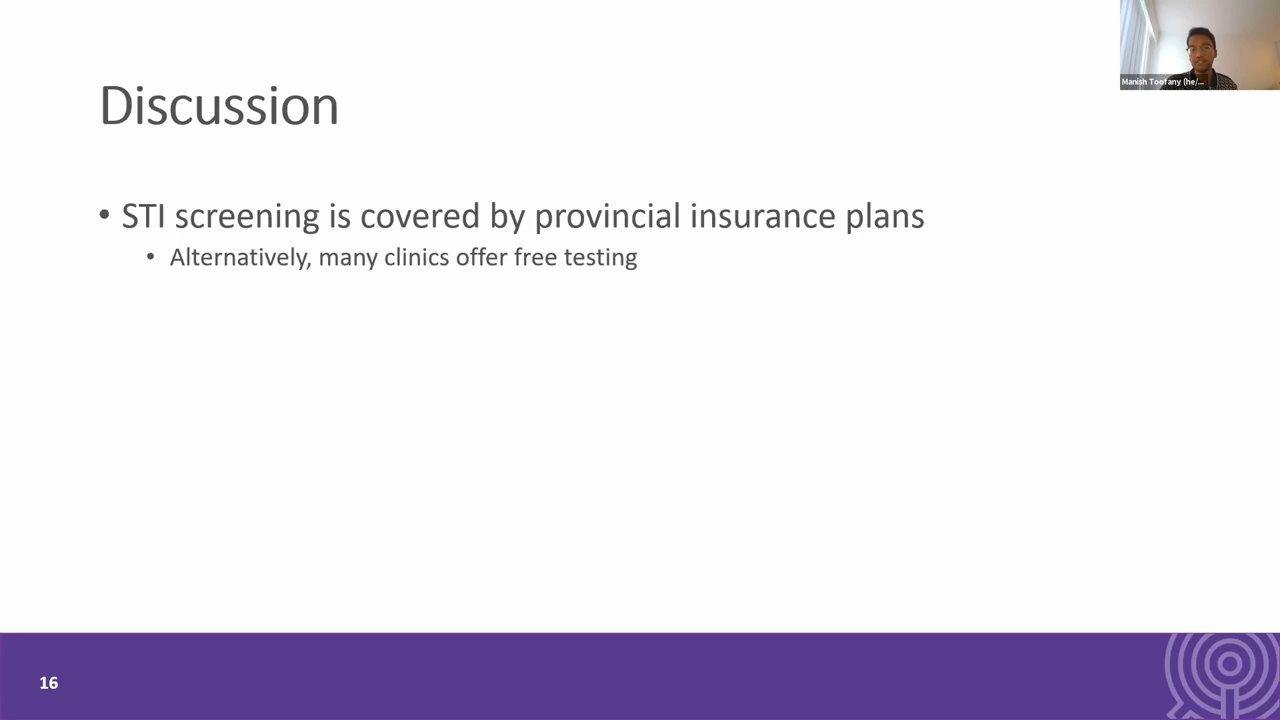 Manish Toofany (he/...
Discussion
• STI screening is covered by provincial insurance plans
• Alternatively, many clinics offer free testing
16